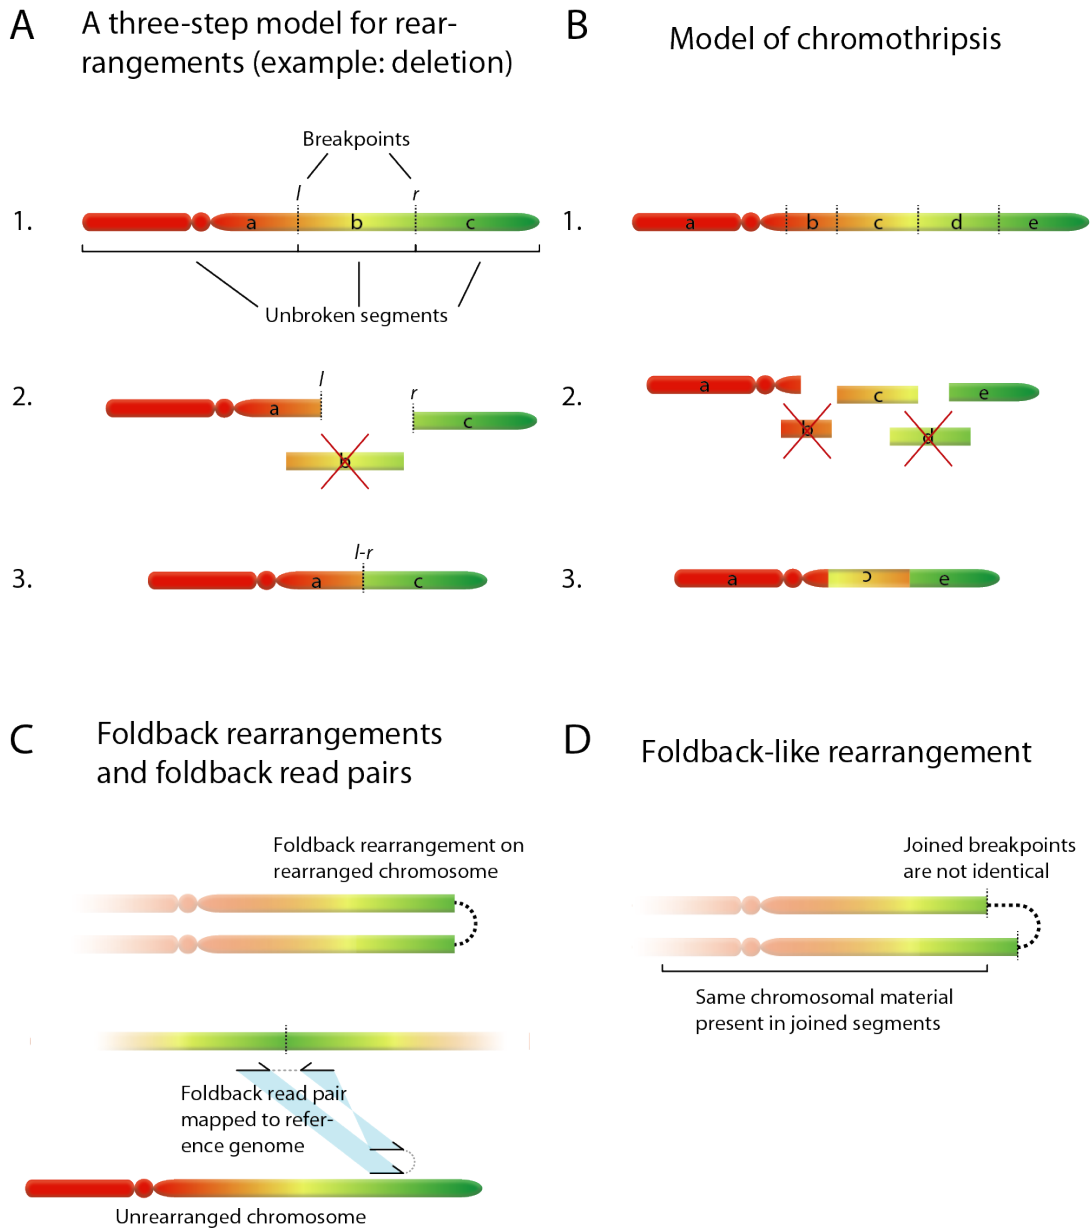 A
A three-step model for rear-
rangements (example: deletion)
Breakpoints
l
r
1.
a
b
c
Unbroken segments
2.
l
r
a
c
b
l-r
3.
a
c
B
Model of chromothripsis
1.
a
b
c
d
e
2.
a
c
e
b
d
3.
a
c
e
C
Foldback rearrangements
and foldback read pairs
Foldback rearrangement on
rearranged chromosome
Foldback read pair
mapped to refer-
ence genome
Unrearranged chromosome
D
Foldback-like rearrangement
Joined breakpoints
are not identical
Same chromosomal material
present in joined segments